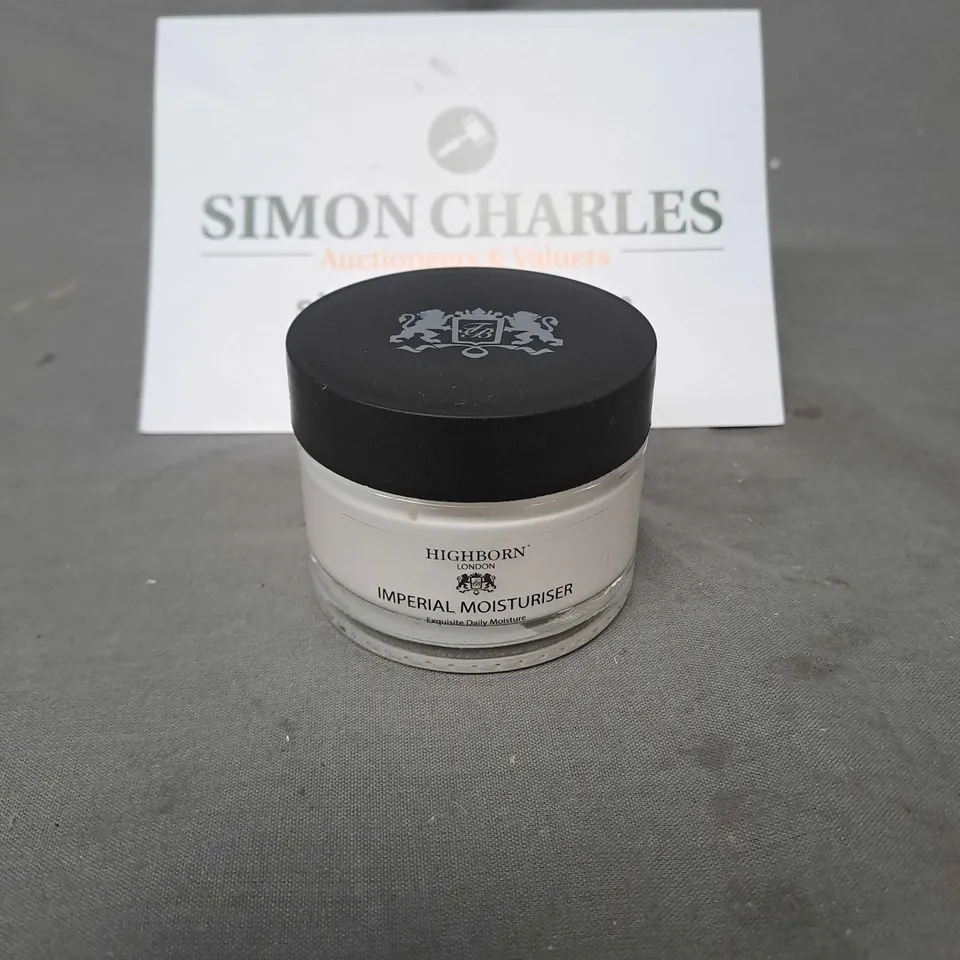 SIMON CHARLES
Auctioneers & Valuers
HIGHBORN
LONDON
IMPERIAL MOISTURISER
Exquisite Daily Moisture